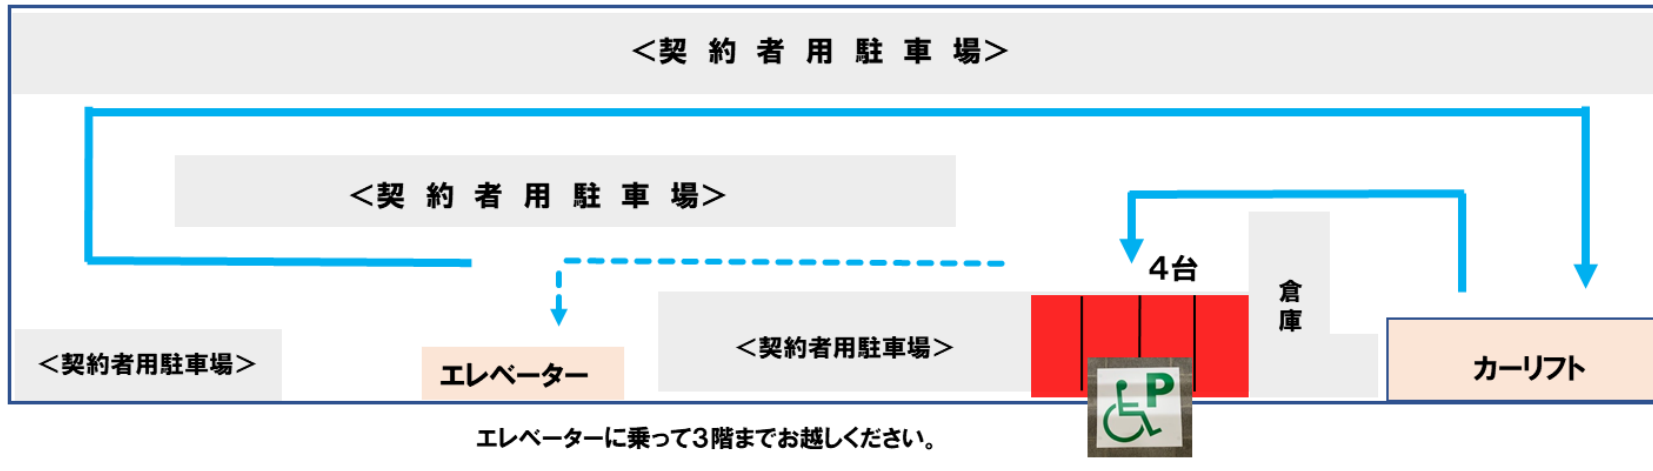 ＜契 約 者 用 駐 車 場＞
＜契 約 者 用 駐 車 場＞
4台
倉庫
＜契約者用駐車場＞
エレベーター
＜契約者用駐車場＞
P
カーリフト
エレベーターに乗って3階までお越しください。